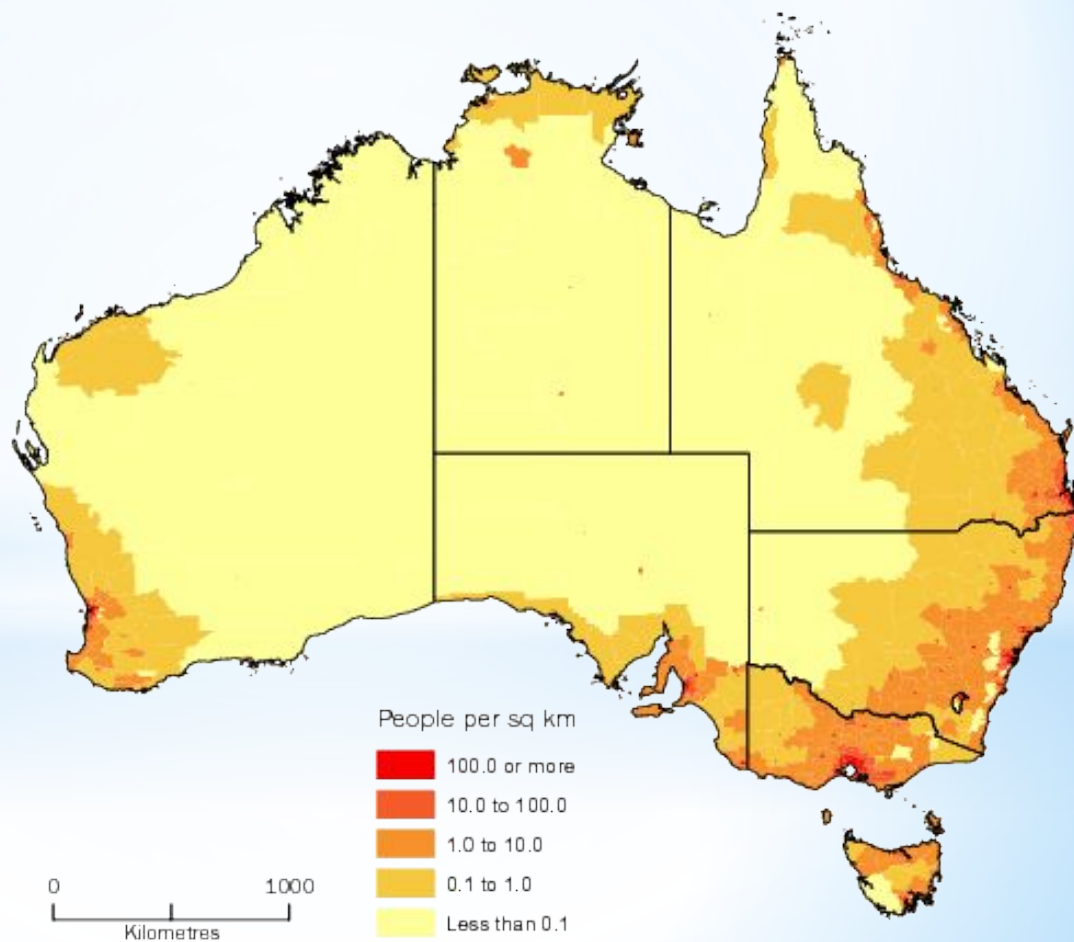 People per sq km
100.0 or more
10.0 to 100.0
1.0 to 10.0
0.1 to 1.0
Less than 0.1
0 1000
Kilometres